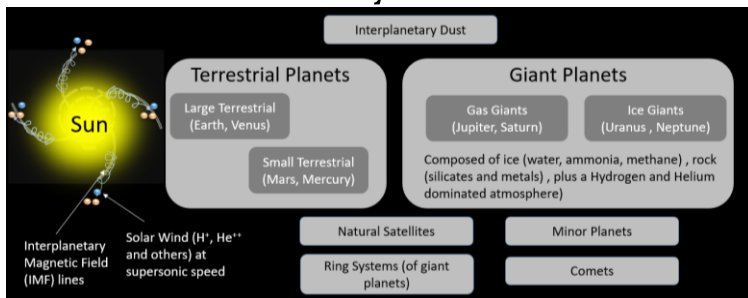 Interplanetary Dust
Terrestrial Planets
Large Terrestrial
(Earth, Venus)
Small Terrestrial
(Mars, Mercury)
Giant Planets
Gas Giants
(Jupiter, Saturn)
Ice Giants
(Uranus , Neptune)
Composed of ice (water, ammonia, methane) , rock
(silicates and metals) , plus a Hydrogen and Helium
dominated atmosphere)
Sun
Interplanetary
Magnetic Field
(IMF) lines
Solar Wind (H⁺, He⁺⁺
and others) at
supersonic speed
Natural Satellites
Minor Planets
Ring Systems (of giant
planets)
Comets